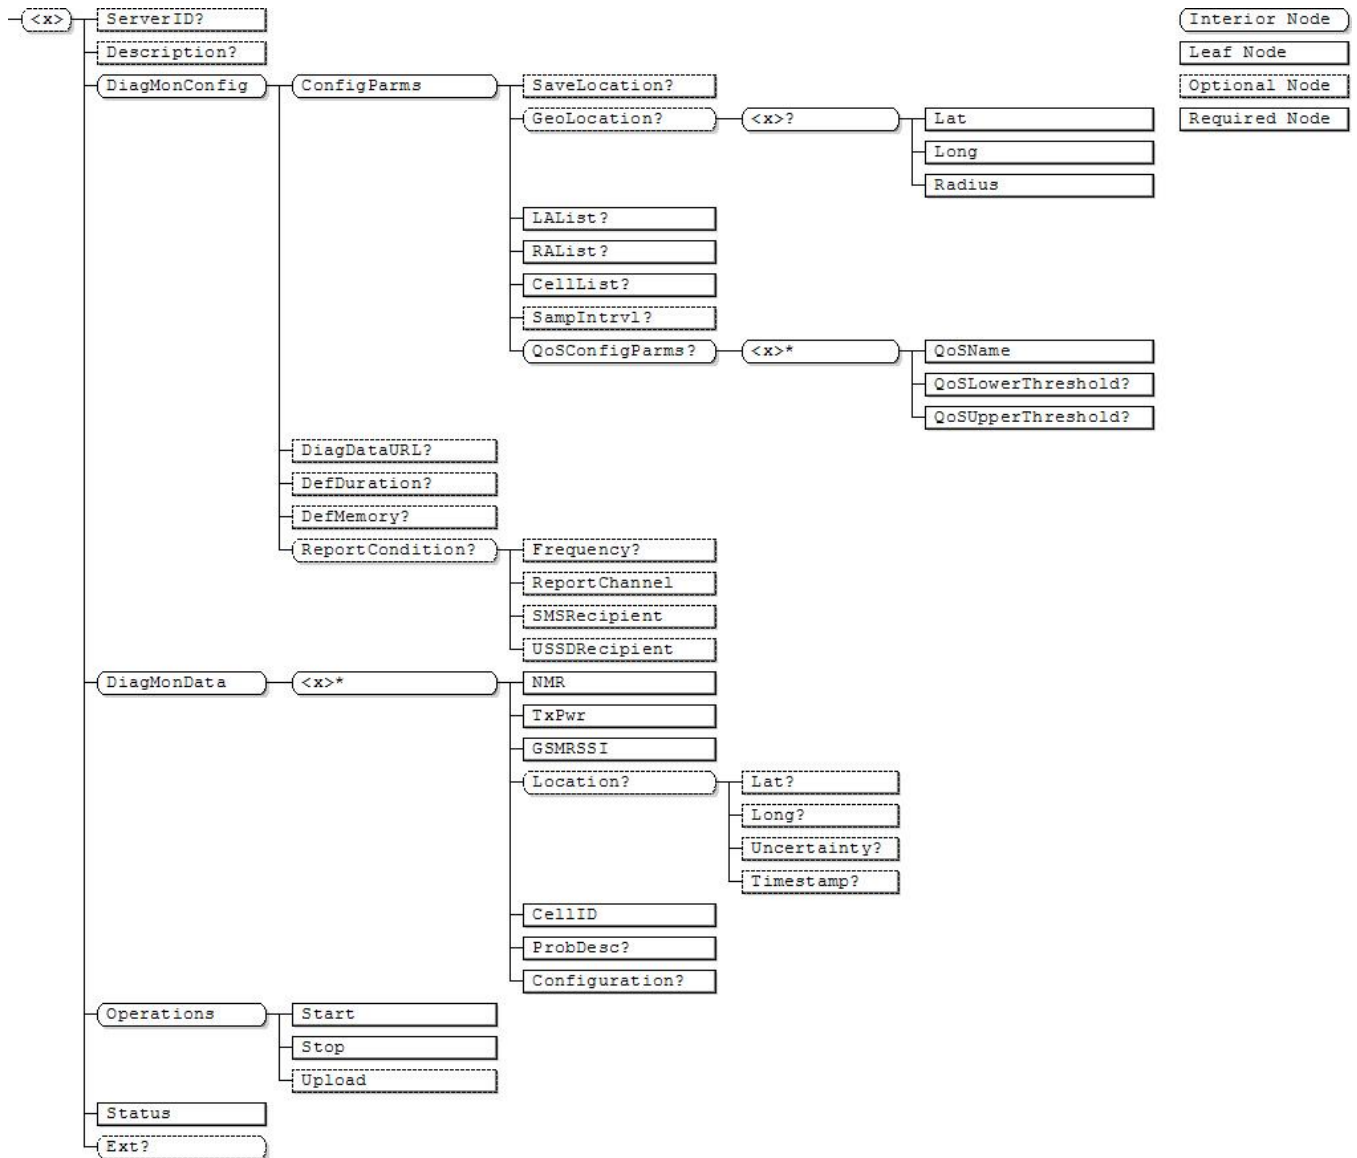 <x> ServerID? Interior Node
Description? Leaf Node
DiagMonConfig ConfigParms SaveLocation? Optional Node
GeoLocation? <x>? Lat Required Node
Long
Radius
LAList?
RAList?
CellList?
SampIntrvl?
QoSConfigParms? <x>* QoSName
QoSLowerThreshold?
QoSUpperThreshold?
DiagDataURL?
DefDuration?
DefMemory?
ReportCondition? Frequency?
ReportChannel
SMSRecipient
USSDRecipient
DiagMonData <x>* NMR
TxPwr
GSMRSSI
Location? Lat?
Long?
Uncertainty?
Timestamp?
CellID
ProbDesc?
Configuration?
Operations Start
Stop
Upload
Status
Ext?